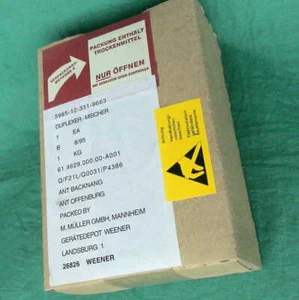 PACKUNG ENTHÄLT
TROCKENMITTEL
NUR ÖFFNEN
5985-12-331-9663
DUPLEXER-MISCHER
1 EA
B 8/95
1 KG
61.4629.000.00-A001
Q/F21L/Q0031/P4386
ANT BACKNANG
ANT OFFENBURG
PACKED BY
M. MÜLLER GMBH, MANNHEIM
GERÄTEDEPOT WEENER
LANDSBURG 1
26826 WEENER
Achtung